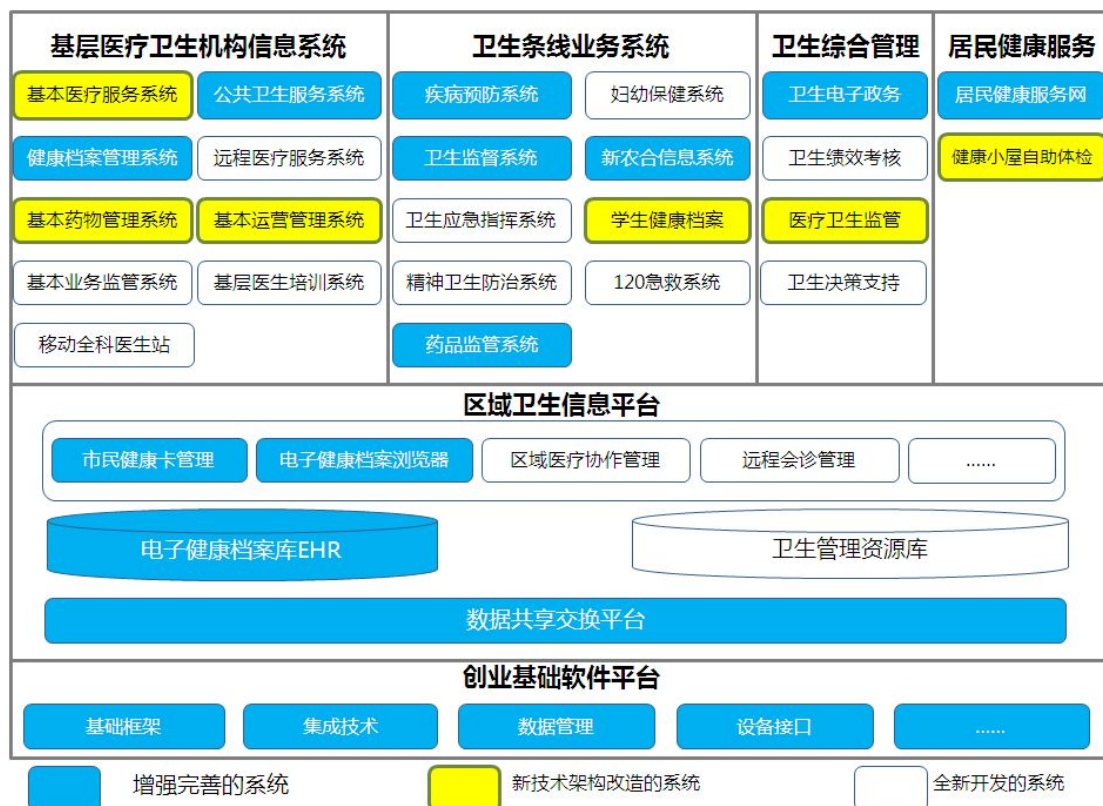 基层医疗卫生机构信息系统
卫生条线业务系统
卫生综合管理
居民健康服务
基本医疗服务系统
公共卫生服务系统
疾病预防系统
妇幼保健系统
卫生电子政务
居民健康服务网
健康档案管理系统
远程医疗服务系统
卫生监督系统
新农合信息系统
卫生绩效考核
健康小屋自助体检
基本药物管理系统
基本运营管理系统
卫生应急指挥系统
学生健康档案
医疗卫生监管
基本业务监管系统
基层医生培训系统
精神卫生防治系统
120急救系统
卫生决策支持
移动全科医生站
药品监管系统
区域卫生信息平台
市民健康卡管理
电子健康档案浏览器
区域医疗协作管理
远程会诊管理
......
电子健康档案库EHR
卫生管理资源库
数据共享交换平台
创业基础软件平台
基础框架
集成技术
数据管理
设备接口
......
增强完善的系统
新技术架构改造的系统
全新开发的系统